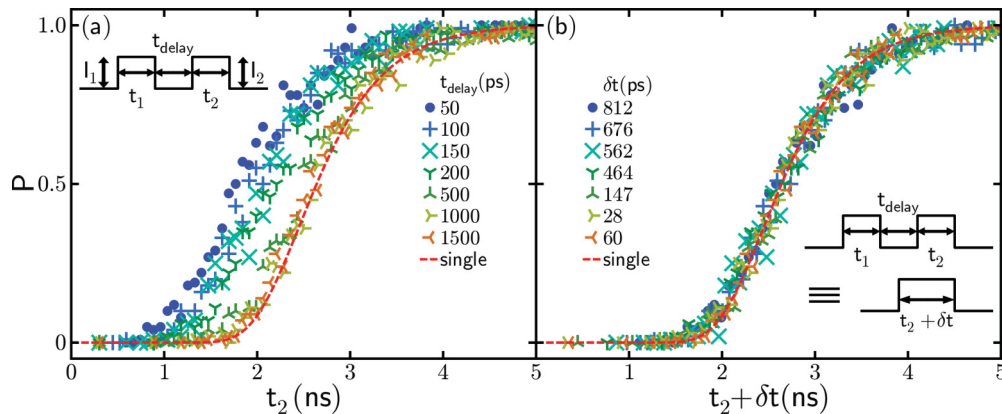 (a)
t_delay
I_1
I_2
t_1
t_2
t_delay(ps)
50
100
150
200
500
1000
1500
single
P
1.0
0.5
0
0
1
2
3
4
5
t_2(ns)
(b)
δt(ps)
812
676
562
464
147
28
60
single
t_delay
t_1
t_2
t_2+δt
1
2
3
4
5
t_2+δt(ns)